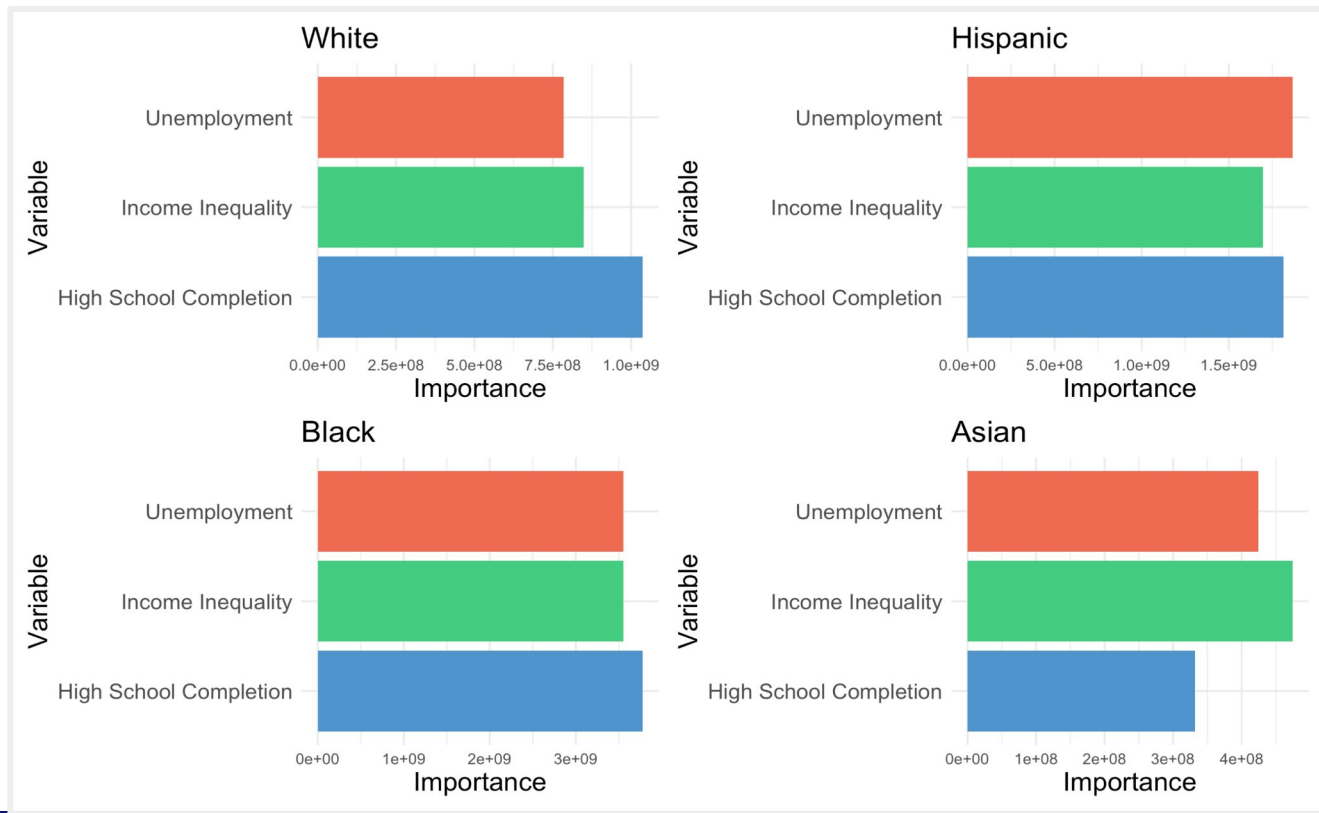 White
Variable
Unemployment
Income Inequality
High School Completion
0.0e+00 2.5e+08 5.0e+08 7.5e+08 1.0e+09
Importance
Hispanic
Variable
Unemployment
Income Inequality
High School Completion
0.0e+00 5.0e+08 1.0e+09 1.5e+09
Importance
Black
Variable
Unemployment
Income Inequality
High School Completion
0e+00 1e+09 2e+09 3e+09
Importance
Asian
Variable
Unemployment
Income Inequality
High School Completion
0e+00 1e+08 2e+08 3e+08 4e+08
Importance